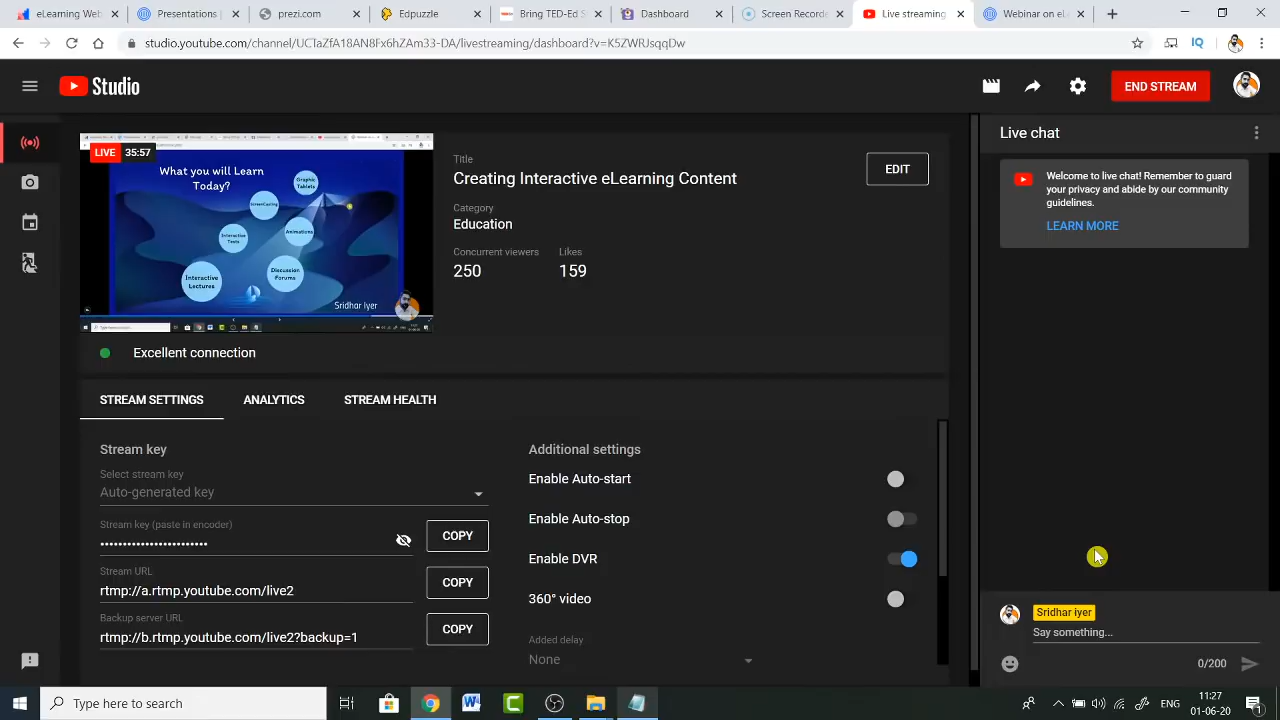 eLearning Web
Presentations |
prezi.com
Edpuzzle
Bring TED-Ed S
Dashboard
Screen Recorde
Live streaming
Webinar on eLe
studio.youtube.com/channel/UCTaZfA18AN8Fx6hZAm33-DA/livestreaming/dashboard?v=K5ZWRJsqqDw
IQ
Studio
END STREAM
LIVE 35:57
What you will Learn
Today?
Graphic
Tablets
ScreenCasting
Animations
Interactive
Tests
Discussion
Forums
Interactive
Lectures
Sridhar Iyer
Title
Creating Interactive eLearning Content
EDIT
Category
Education
Concurrent viewers
Likes
250
159
Excellent connection
STREAM SETTINGS
ANALYTICS
STREAM HEALTH
Stream key
Select stream key
Auto-generated key
Stream key (paste in encoder)
••••••••••••••••••••••••
COPY
Stream URL
rtmp://a.rtmp.youtube.com/live2
COPY
Backup server URL
rtmp://b.rtmp.youtube.com/live2?backup=1
COPY
Additional settings
Enable Auto-start
Enable Auto-stop
Enable DVR
360° video
Added delay
None
Live chat
Welcome to live chat! Remember to guard
your privacy and abide by our community
guidelines.
LEARN MORE
Sridhar iyer
Say something...
0/200
Type here to search
ENG
11:27
01-06-20